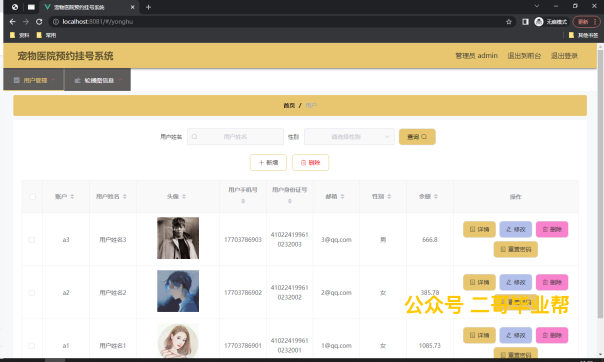 宠物医院预约挂号系统
localhost:8081/#/yonghu
无痕模式
更新
资料
常用
其他书签
宠物医院预约挂号系统
管理员 admin
退出到前台
退出登录
用户管理
轮播图信息
首页 / 用户
用户姓名
用户姓名
性别
请选择性别
查询
+ 新增
删除
账户
用户姓名
头像
用户手机号
用户身份证号
邮箱
性别
余额
操作
a3
用户姓名3
17703786903
410224199610232003
3@qq.com
男
666.8
详情
修改
删除
重置密码
a2
用户姓名2
17703786902
410224199610232002
2@qq.com
女
385.78
详情
修改
删除
公众号 二哥毕业帮
a1
用户姓名1
17703786901
410224199610232001
1@qq.com
女
1085.73
详情
修改
删除
重置密码